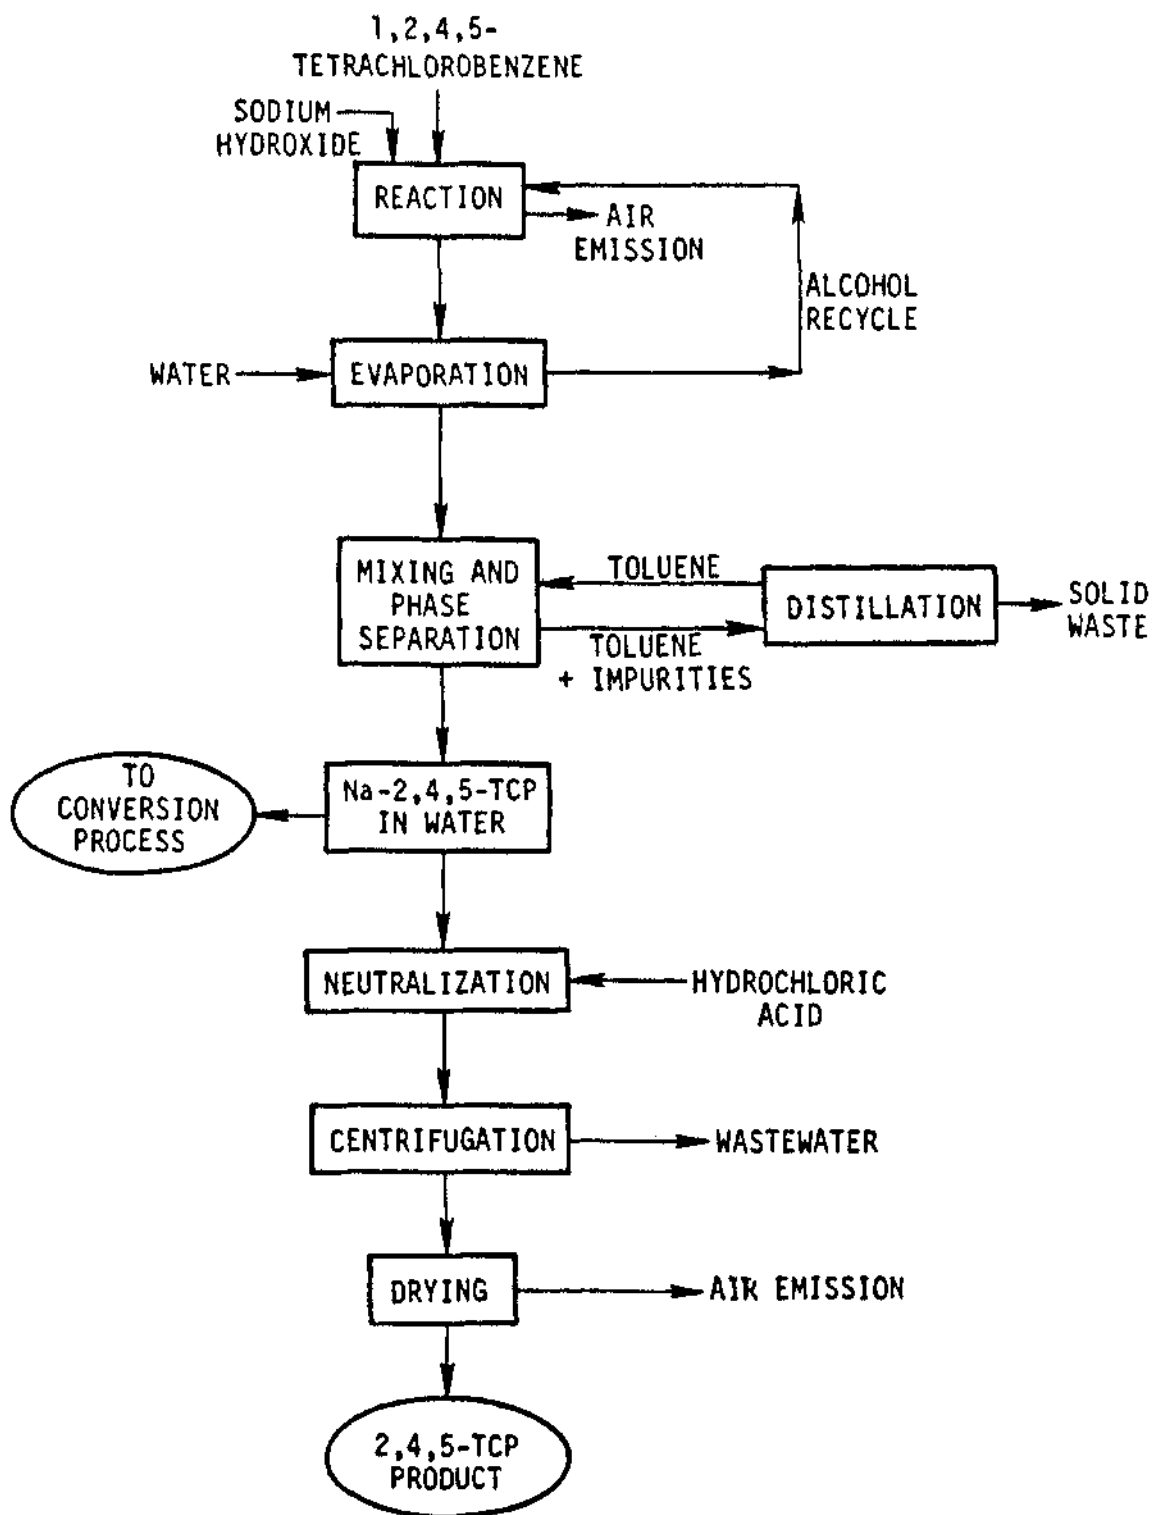 1,2,4,5-
TETRACHLOROBENZENE
SODIUM
HYDROXIDE
REACTION
AIR
EMISSION
ALCOHOL
RECYCLE
WATER
EVAPORATION
MIXING AND
PHASE
SEPARATION
TOLUENE
TOLUENE
+ IMPURITIES
DISTILLATION
SOLID
WASTE
TO
CONVERSION
PROCESS
Na-2,4,5-TCP
IN WATER
NEUTRALIZATION
HYDROCHLORIC
ACID
CENTRIFUGATION
WASTEWATER
DRYING
AIR EMISSION
2,4,5-TCP
PRODUCT